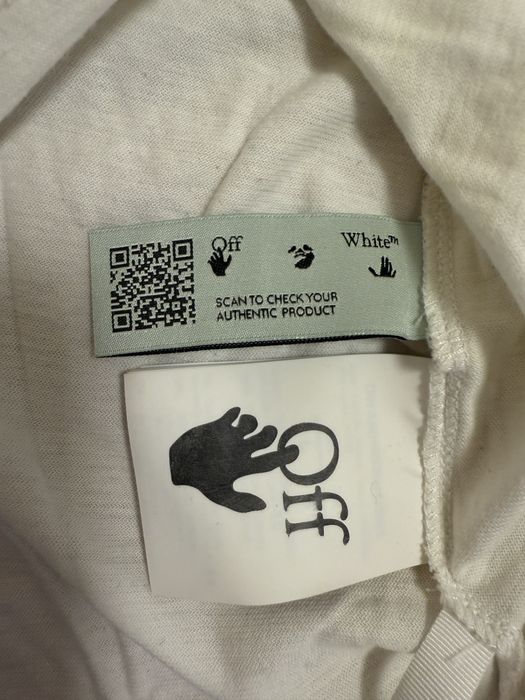 Off
White™
SCAN TO CHECK YOUR
AUTHENTIC PRODUCT
Off